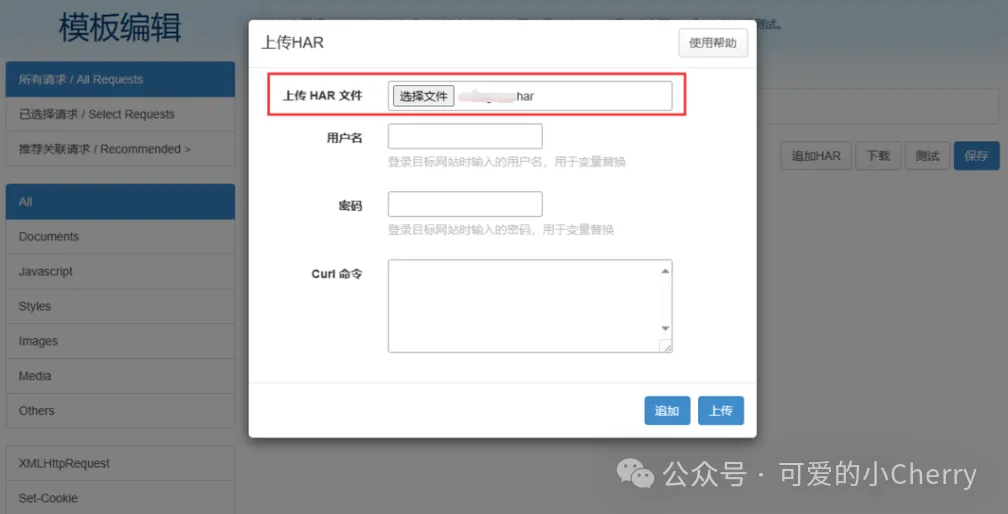 模板编辑
测试。
上传HAR
使用帮助
所有请求 / All Requests
已选择请求 / Select Requests
推荐关联请求 / Recommended >
上传 HAR 文件
选择文件
har
用户名
登录目标网站时输入的用户名，用于变量替换
密码
登录目标网站时输入的密码，用于变量替换
Curl 命令
追加
上传
追加HAR
下载
测试
保存
All
Documents
Javascript
Styles
Images
Media
Others
XMLHttpRequest
Set-Cookie
公众号 · 可爱的小Cherry